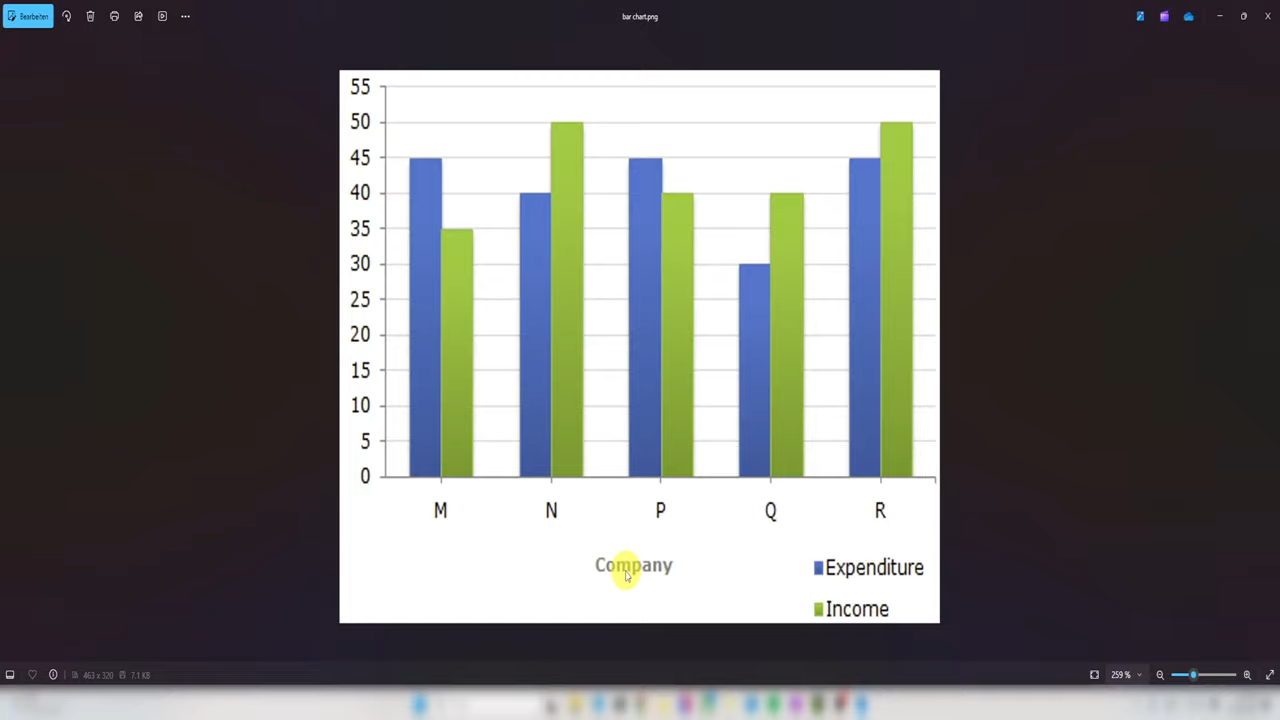 Bearbeiten
bar chart.png
55
50
45
40
35
30
25
20
15
10
5
0
M N P Q R
Company
Expenditure
Income
463 x 320 7.1 KB
259 %